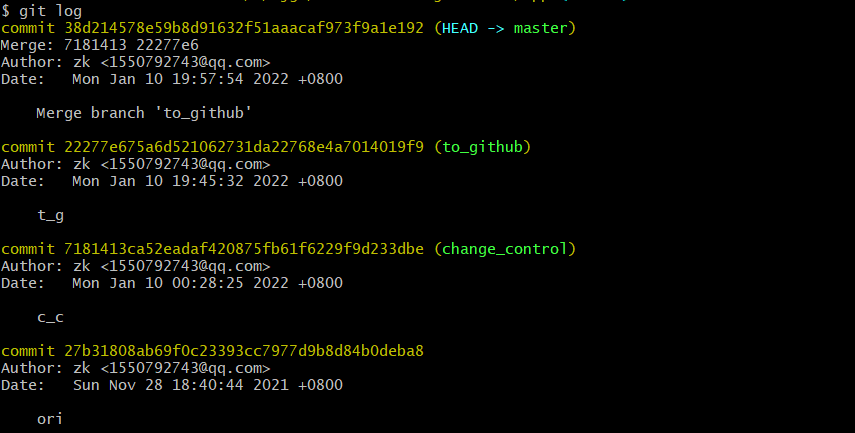 $ git log
commit 38d214578e59b8d91632f51aaacaf973f9a1e192 (HEAD -> master)
Merge: 7181413 22277e6
Author: zk <1550792743@qq.com>
Date:   Mon Jan 10 19:57:54 2022 +0800
Merge branch 'to_github'
commit 22277e675a6d521062731da22768e4a7014019f9 (to_github)
Author: zk <1550792743@qq.com>
Date:   Mon Jan 10 19:45:32 2022 +0800
t_g
commit 7181413ca52eadaf420875fb61f6229f9d233dbe (change_control)
Author: zk <1550792743@qq.com>
Date:   Mon Jan 10 00:28:25 2022 +0800
c_c
commit 27b31808ab69f0c23393cc7977d9b8d84b0deba8
Author: zk <1550792743@qq.com>
Date:   Sun Nov 28 18:40:44 2021 +0800
ori